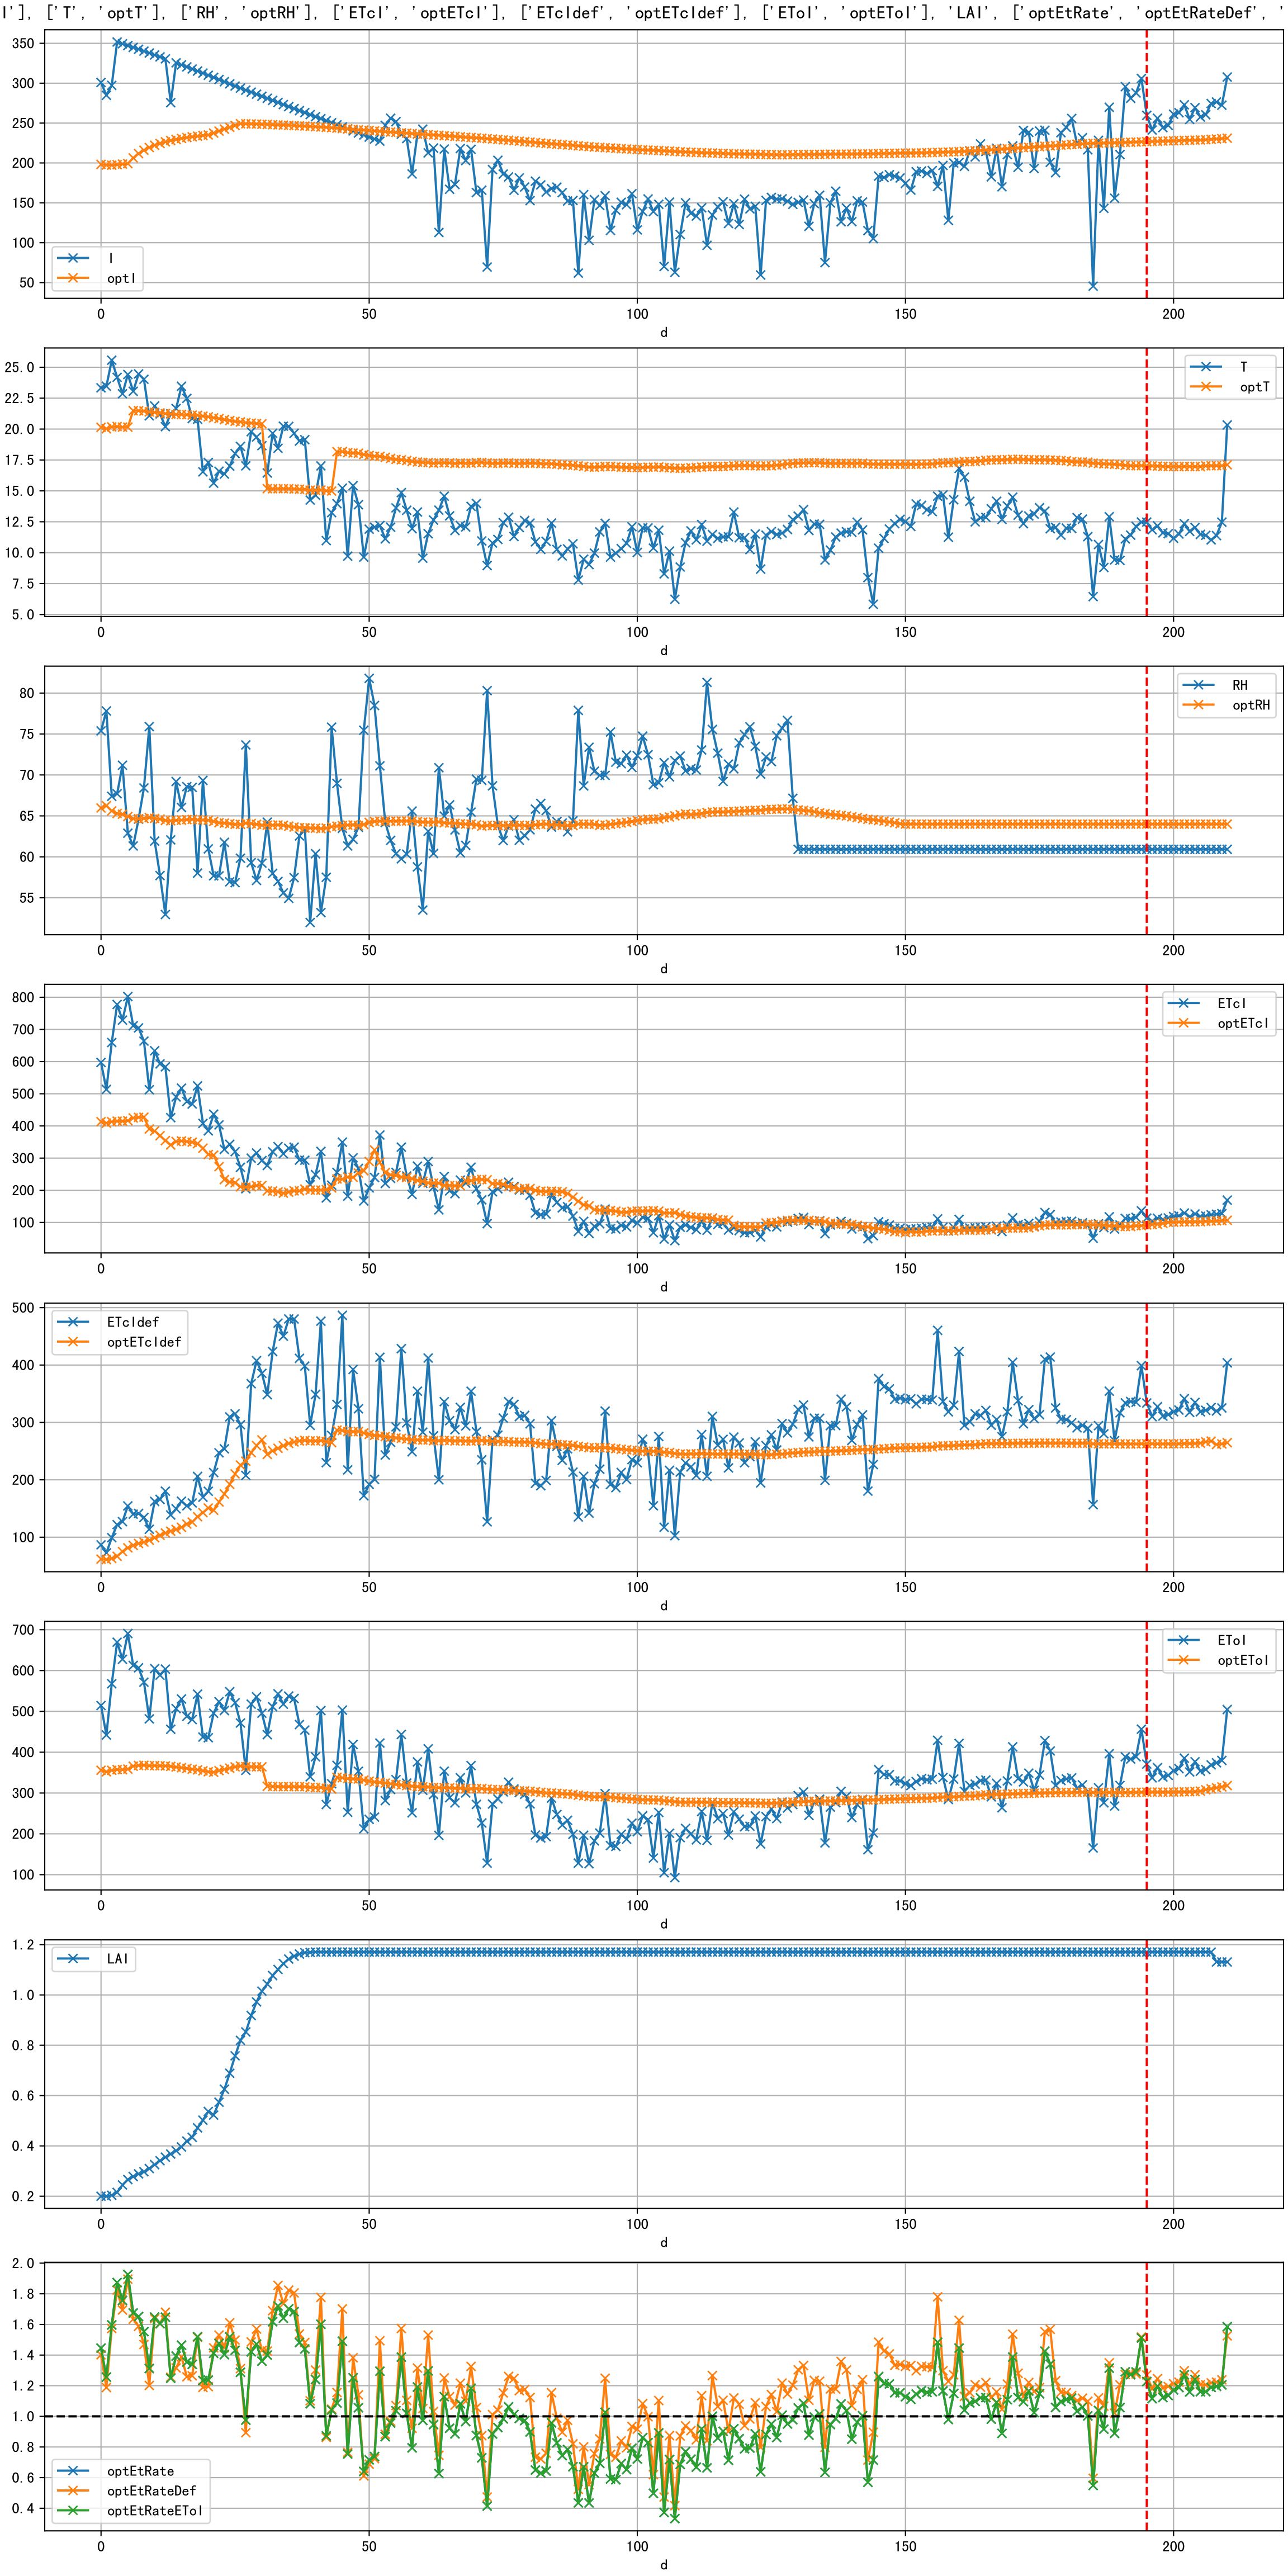 I'], ['T', 'optT'], ['RH', 'optRH'], ['ETcI', 'optETcI'], ['ETcIdef', 'optETcIdef'], ['EToI', 'optEToI'], 'LAI', ['optEtRate', 'optEtRateDef', '
350
300
250
200
150
100
50
I
optI
0 50 100 150 200
d
25.0
22.5
20.0
17.5
15.0
12.5
10.0
7.5
5.0
T
optT
0 50 100 150 200
d
80
75
70
65
60
55
RH
optRH
0 50 100 150 200
d
800
700
600
500
400
300
200
100
ETcI
optETcI
0 50 100 150 200
d
500
400
300
200
100
ETcIdef
optETcIdef
0 50 100 150 200
d
700
600
500
400
300
200
100
EToI
optEToI
0 50 100 150 200
d
1.2
1.0
0.8
0.6
0.4
0.2
LAI
0 50 100 150 200
d
2.0
1.8
1.6
1.4
1.2
1.0
0.8
0.6
0.4
optEtRate
optEtRateDef
optEtRateEToI
0 50 100 150 200
d